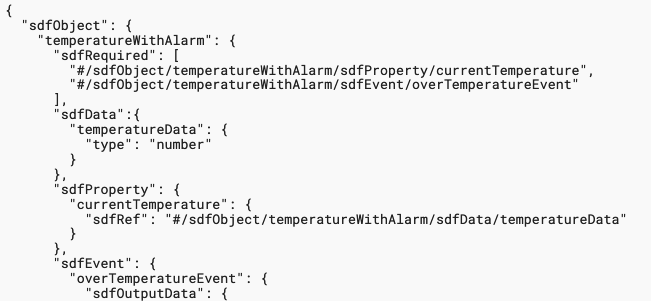 {
  "sdfObject": {
    "temperatureWithAlarm": {
      "sdfRequired": [
        "#/sdfObject/temperatureWithAlarm/sdfProperty/currentTemperature",
        "#/sdfObject/temperatureWithAlarm/sdfEvent/overTemperatureEvent"
      ],
      "sdfData":{
        "temperatureData": {
          "type": "number"
        }
      },
      "sdfProperty": {
        "currentTemperature": {
          "sdfRef": "#/sdfObject/temperatureWithAlarm/sdfData/temperatureData"
        }
      },
      "sdfEvent": {
        "overTemperatureEvent": {
          "sdfOutputData": {